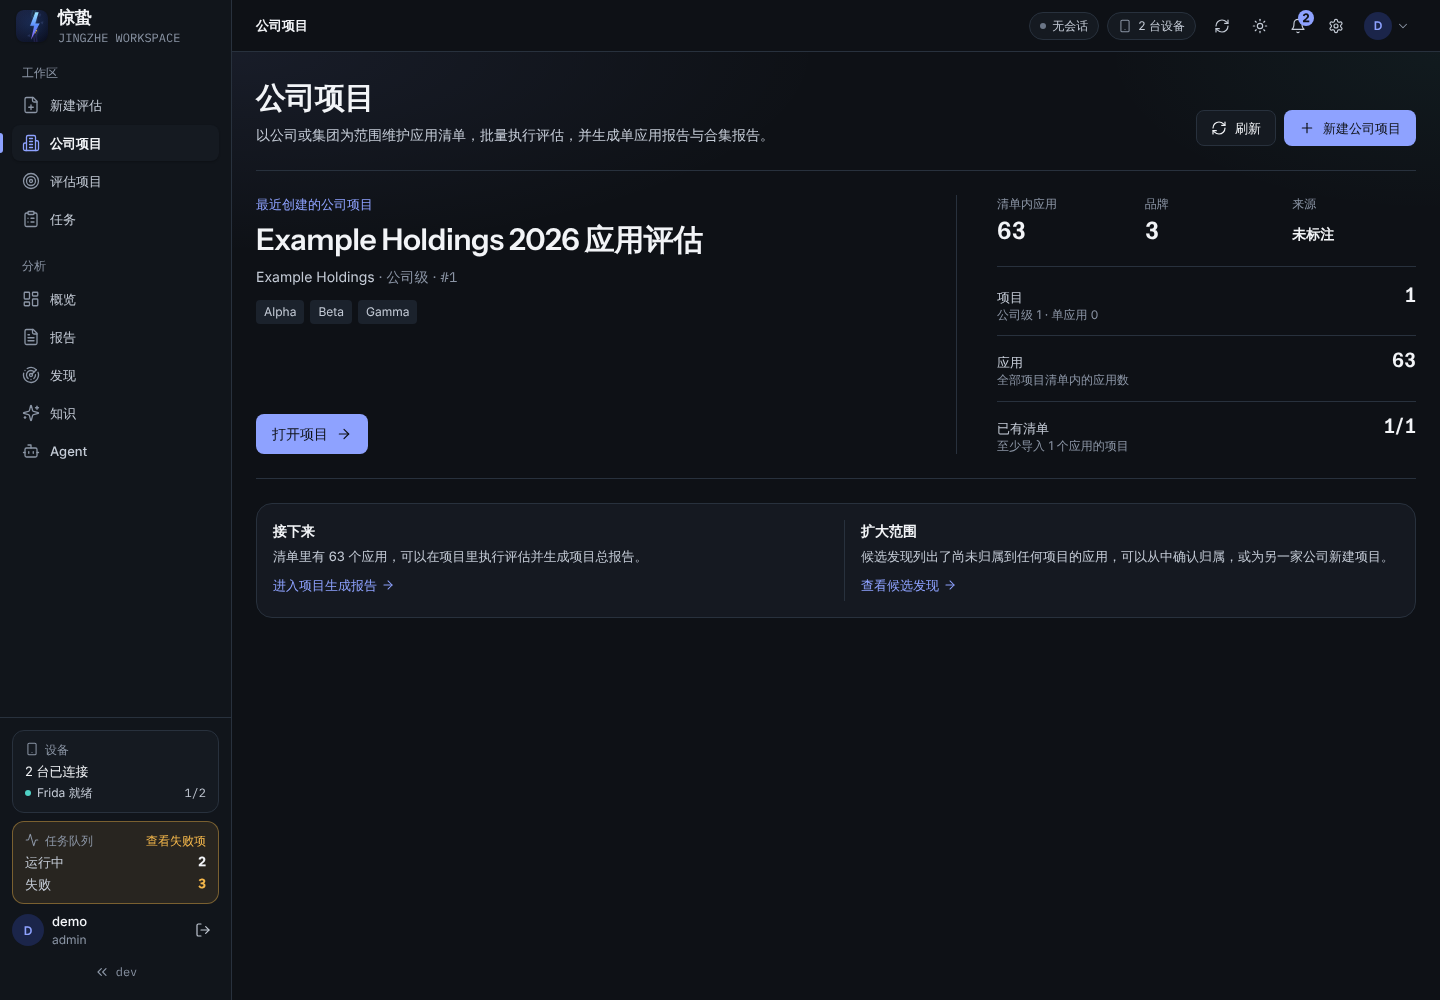 惊蛰
JINGZHE WORKSPACE
工作区
新建评估
公司项目
评估项目
任务
分析
概览
报告
发现
知识
Agent
设备
2 台已连接
Frida 就绪 1/2
任务队列 查看失败项
运行中 2
失败 3
D
demo
admin
dev
公司项目
无会话
2 台设备
2
D
公司项目
以公司或集团为范围维护应用清单，批量执行评估，并生成单应用报告与合集报告。
刷新
新建公司项目
最近创建的公司项目
Example Holdings 2026 应用评估
Example Holdings · 公司级 · #1
Alpha Beta Gamma
打开项目
清单内应用 品牌 来源
63 3 未标注
项目 1
公司级 1 · 单应用 0
应用 63
全部项目清单内的应用数
已有清单 1/1
至少导入 1 个应用的项目
接下来
清单里有 63 个应用，可以在项目里执行评估并生成项目总报告。
进入项目生成报告
扩大范围
候选发现列出了尚未归属到任何项目的应用，可以从中确认归属，或为另一家公司新建项目。
查看候选发现